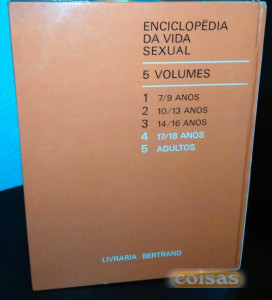 ENCICLOPÉDIA
DA VIDA
SEXUAL
5 VOLUMES
1 7/9 ANOS
2 10/13 ANOS
3 14/16 ANOS
4 17/18 ANOS
5 ADULTOS
LIVRARIA BERTRAND
coisas